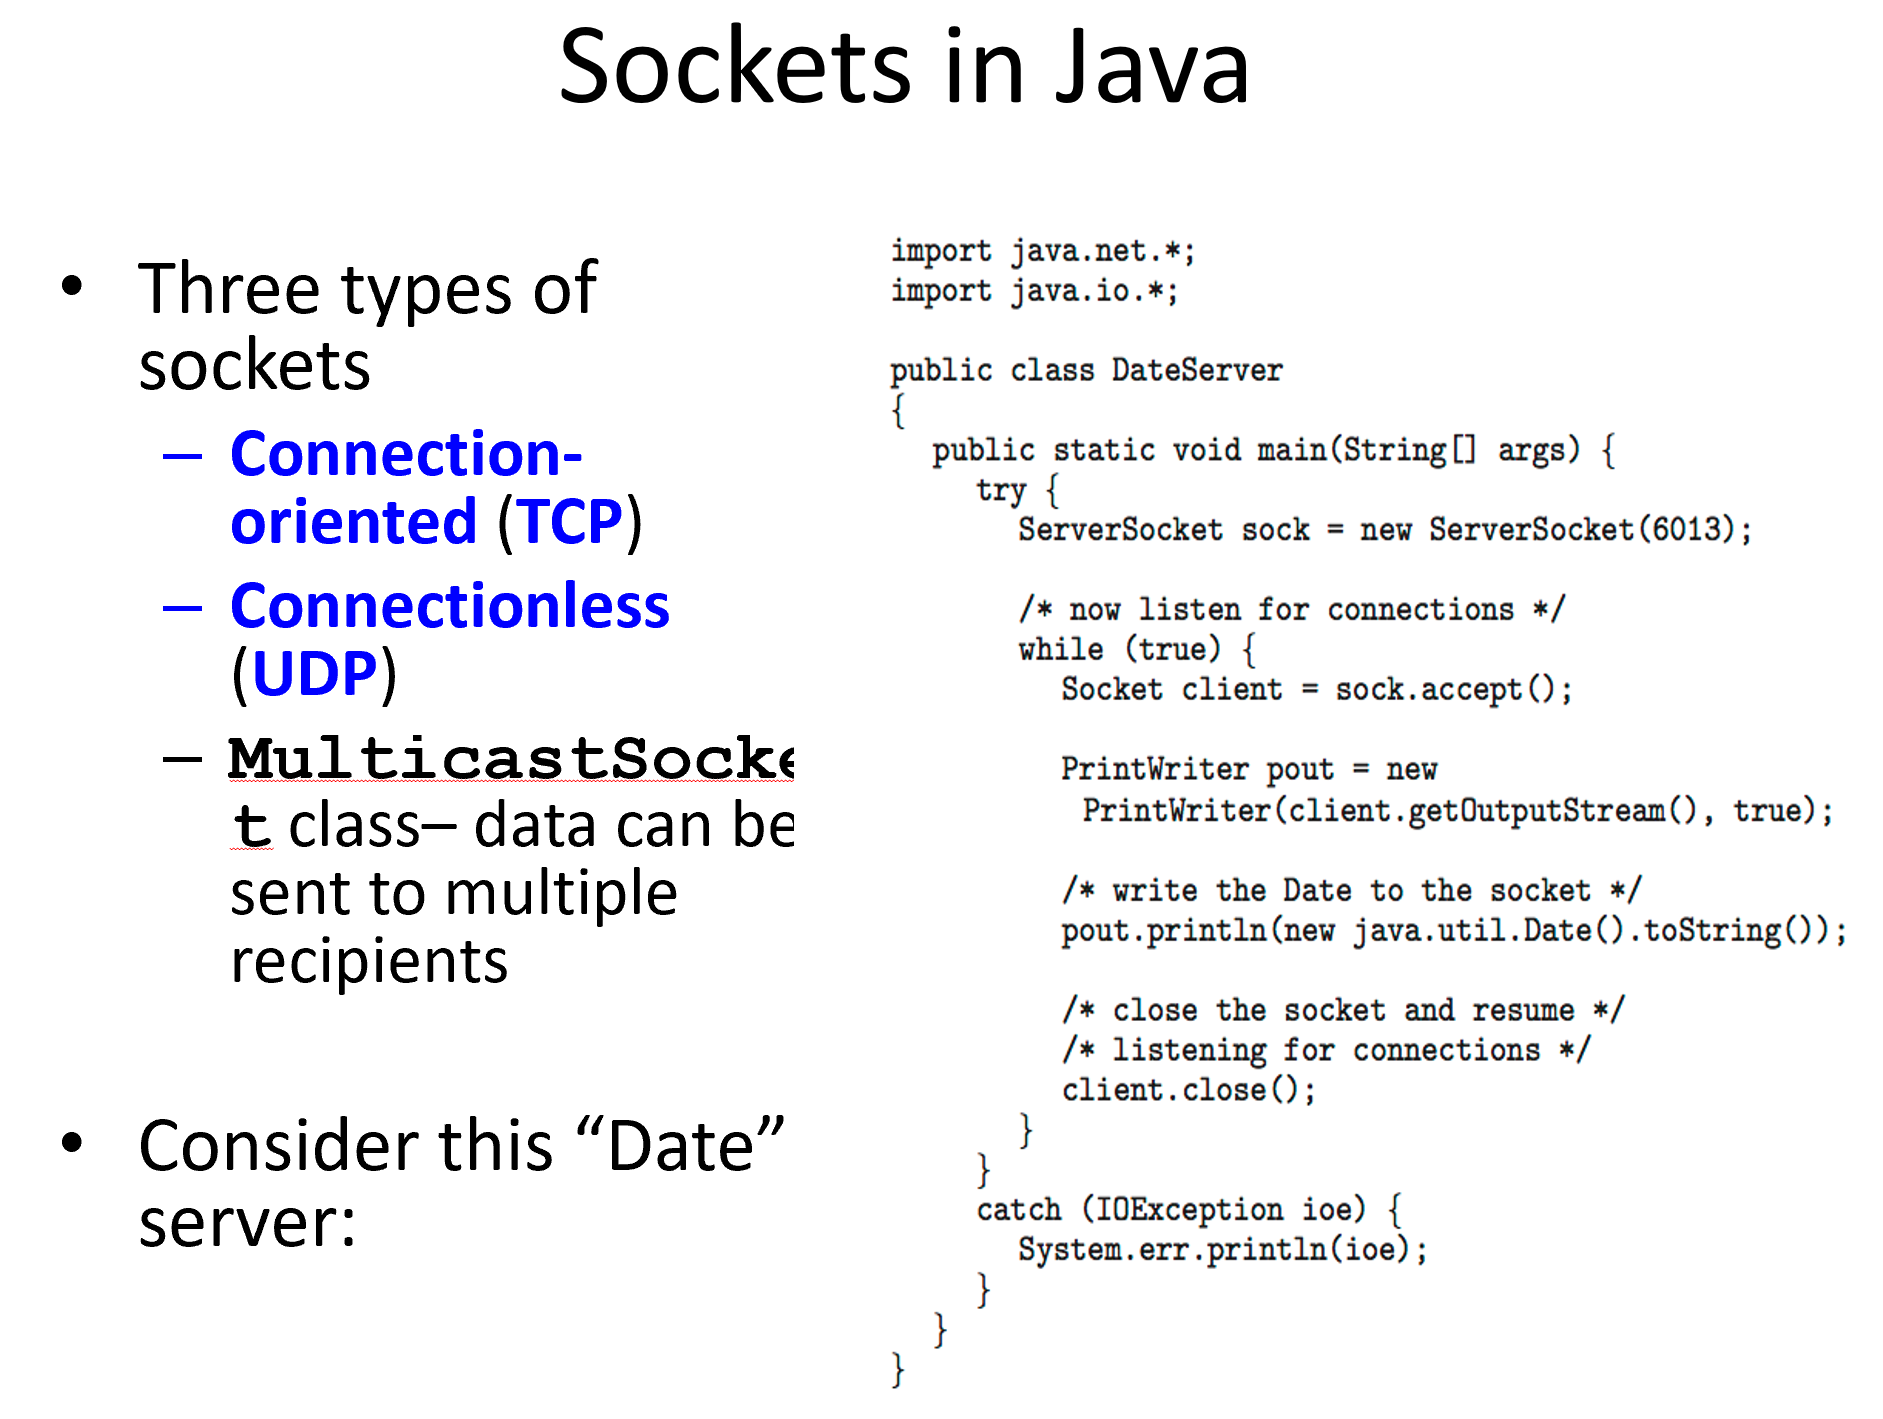 Sockets in Java
• Three types of
sockets
– Connection-
oriented (TCP)
– Connectionless
(UDP)
– MulticastSocke
t class– data can be
sent to multiple
recipients
• Consider this “Date”
server:
import java.net.*;
import java.io.*;
public class DateServer
{
public static void main(String[] args) {
try {
ServerSocket sock = new ServerSocket(6013);
/* now listen for connections */
while (true) {
Socket client = sock.accept();
PrintWriter pout = new
PrintWriter(client.getOutputStream(), true);
/* write the Date to the socket */
pout.println(new java.util.Date().toString());
/* close the socket and resume */
/* listening for connections */
client.close();
}
}
catch (IOException ioe) {
System.err.println(ioe);
}
}
}